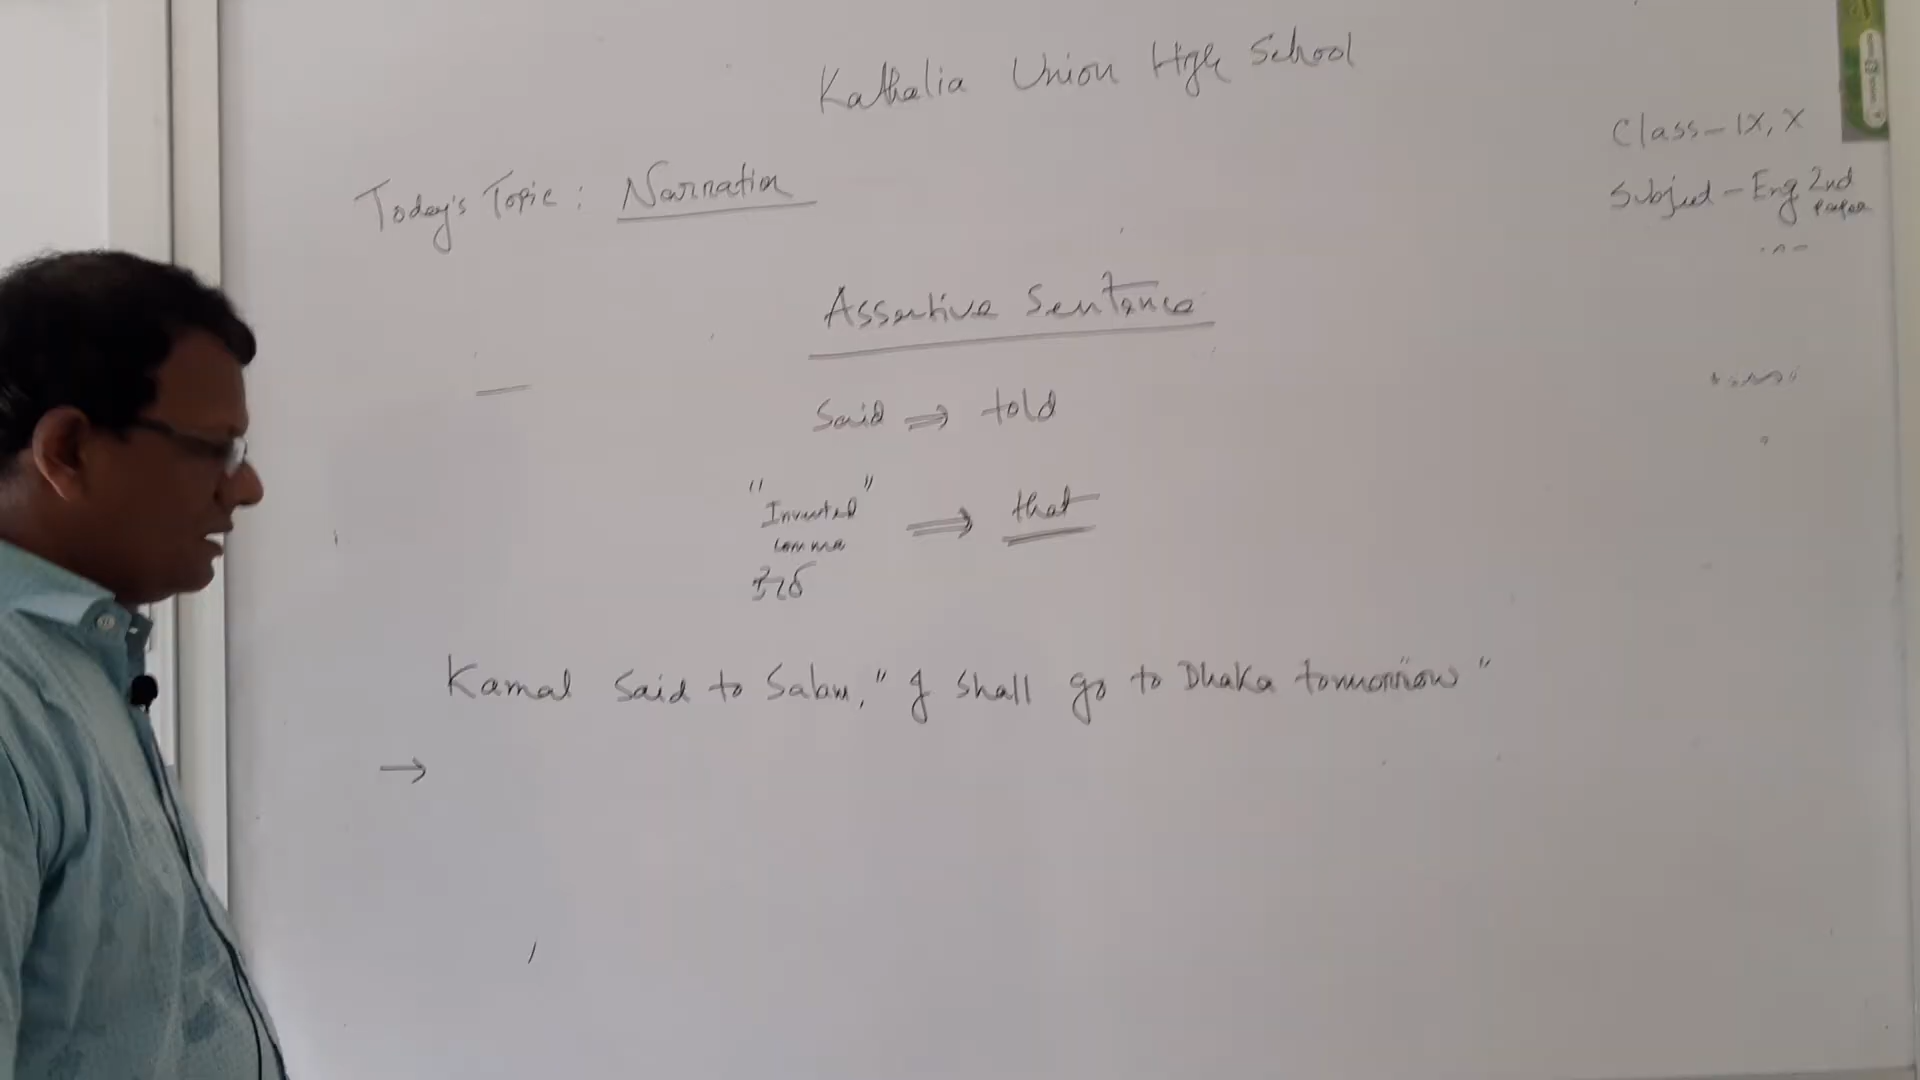 Kathalia Union High School
Class - IX, X
Subject - Eng 2nd
paper
Today's Topic : Narration
Assertive Sentence
Said ⇒ told
"Inverted" ⇒ that
comma
Kamal said to Salam, "I shall go to Dhaka tomorrow"
→